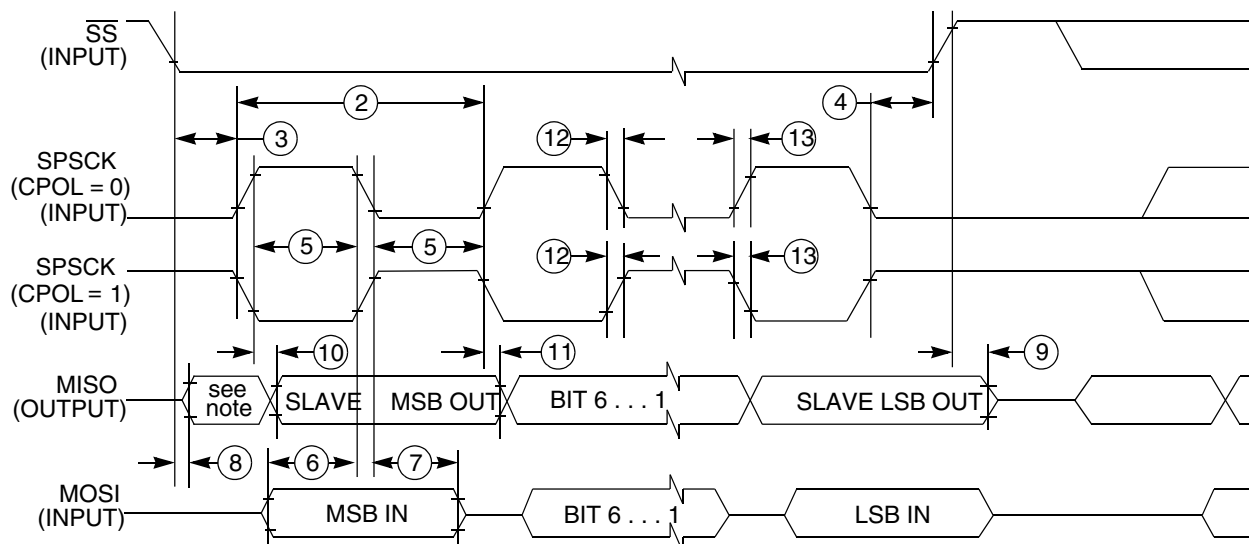 SS
(INPUT)
2
4
3
12
13
SPSCK
(CPOL = 0)
(INPUT)
5
5
12
13
SPSCK
(CPOL = 1)
(INPUT)
10
11
9
MISO
(OUTPUT)
see
note
SLAVE
MSB OUT
BIT 6 . . . 1
SLAVE LSB OUT
8
6
7
MOSI
(INPUT)
MSB IN
BIT 6 . . . 1
LSB IN